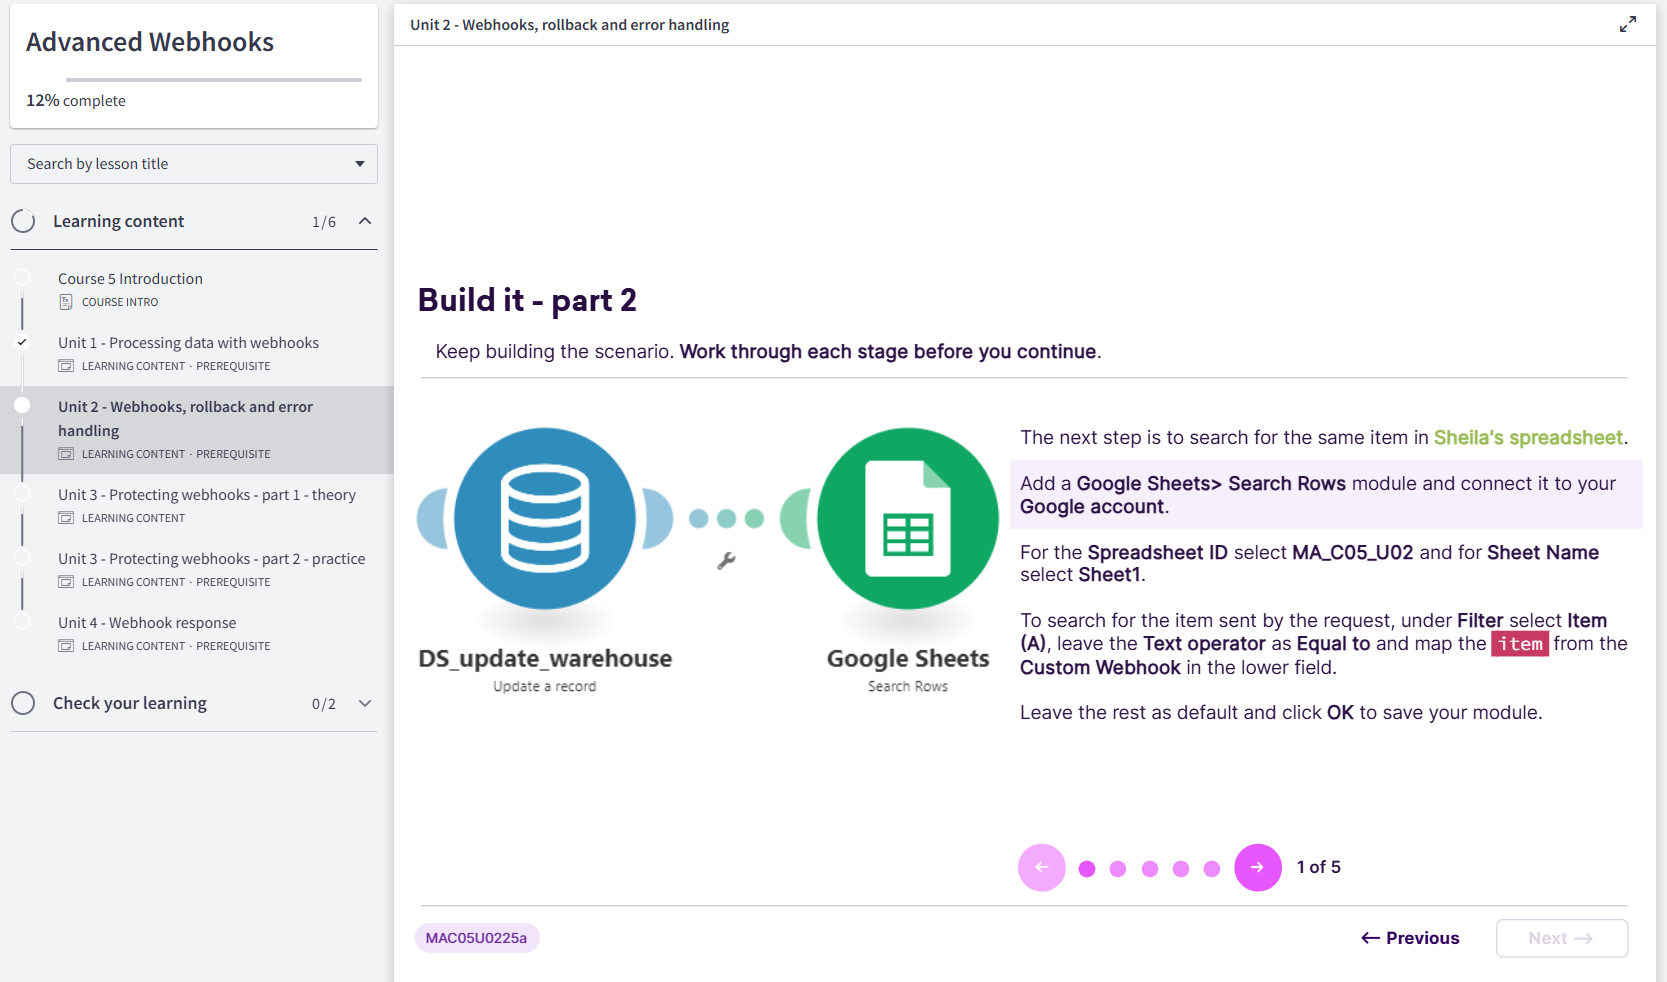 Advanced Webhooks
12% complete
Search by lesson title
Learning content 1/6
Course 5 Introduction
COURSE INTRO
Unit 1 - Processing data with webhooks
LEARNING CONTENT · PREREQUISITE
Unit 2 - Webhooks, rollback and error
handling
LEARNING CONTENT · PREREQUISITE
Unit 3 - Protecting webhooks - part 1 - theory
LEARNING CONTENT
Unit 3 - Protecting webhooks - part 2 - practice
LEARNING CONTENT · PREREQUISITE
Unit 4 - Webhook response
LEARNING CONTENT · PREREQUISITE
Check your learning 0/2
Unit 2 - Webhooks, rollback and error handling
Build it - part 2
Keep building the scenario. Work through each stage before you continue.
DS_update_warehouse
Update a record
Google Sheets
Search Rows
The next step is to search for the same item in Sheila's spreadsheet.
Add a Google Sheets> Search Rows module and connect it to your
Google account.
For the Spreadsheet ID select MA_C05_U02 and for Sheet Name
select Sheet1.
To search for the item sent by the request, under Filter select Item
(A), leave the Text operator as Equal to and map the item from the
Custom Webhook in the lower field.
Leave the rest as default and click OK to save your module.
1 of 5
MAC05U0225a
← Previous
Next →